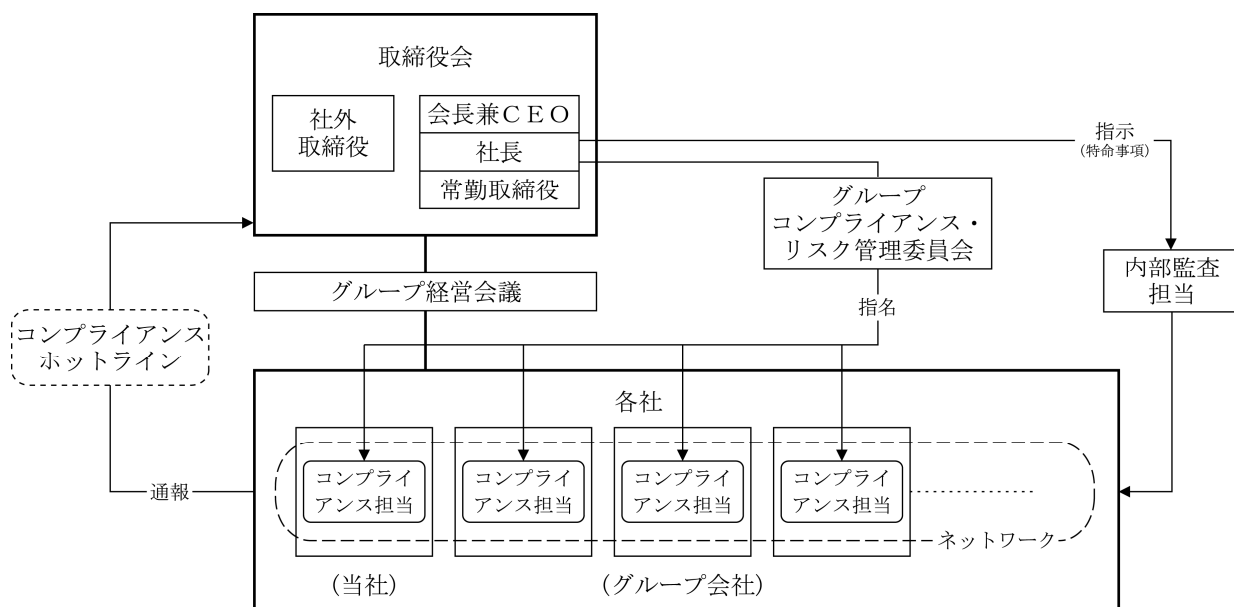 取締役会
社外
取締役
会長兼ＣＥＯ
社長
常勤取締役
指示
(特命事項)
グループ
コンプライアンス・
リスク管理委員会
内部監査
担当
グループ経営会議
指名
コンプライアンス
ホットライン
各社
コンプライ
アンス担当
コンプライ
アンス担当
コンプライ
アンス担当
コンプライ
アンス担当
通報
ネットワーク
(当社)
(グループ会社)